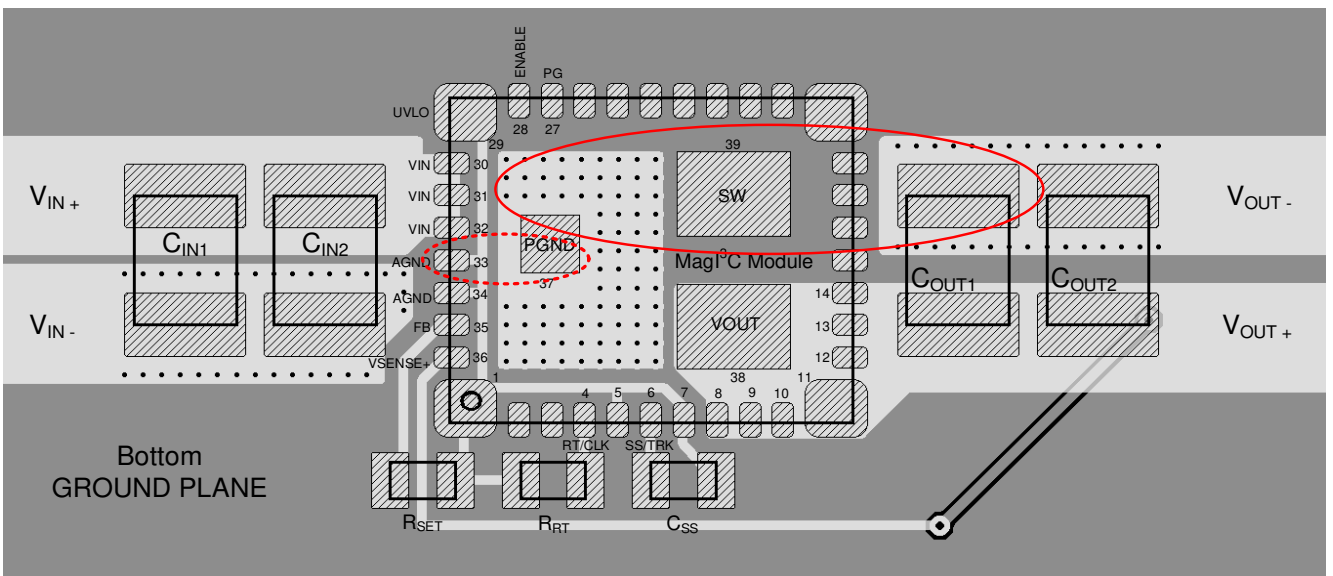 ENABLE
PG
UVLO
28
27
29
39
VIN
30
VIN
31
VIN
32
AGND
33
AGND
34
FB
35
VSENSE+
36
SW
PGND
37
MagI³C Module
VOUT
38
14
13
12
11
1
4
5
6
7
8
9
10
RT/CLK
SS/TRK
VIN +
VIN -
CIN1
CIN2
COUT1
COUT2
VOUT -
VOUT +
Bottom
GROUND PLANE
RSET
RRT
CSS